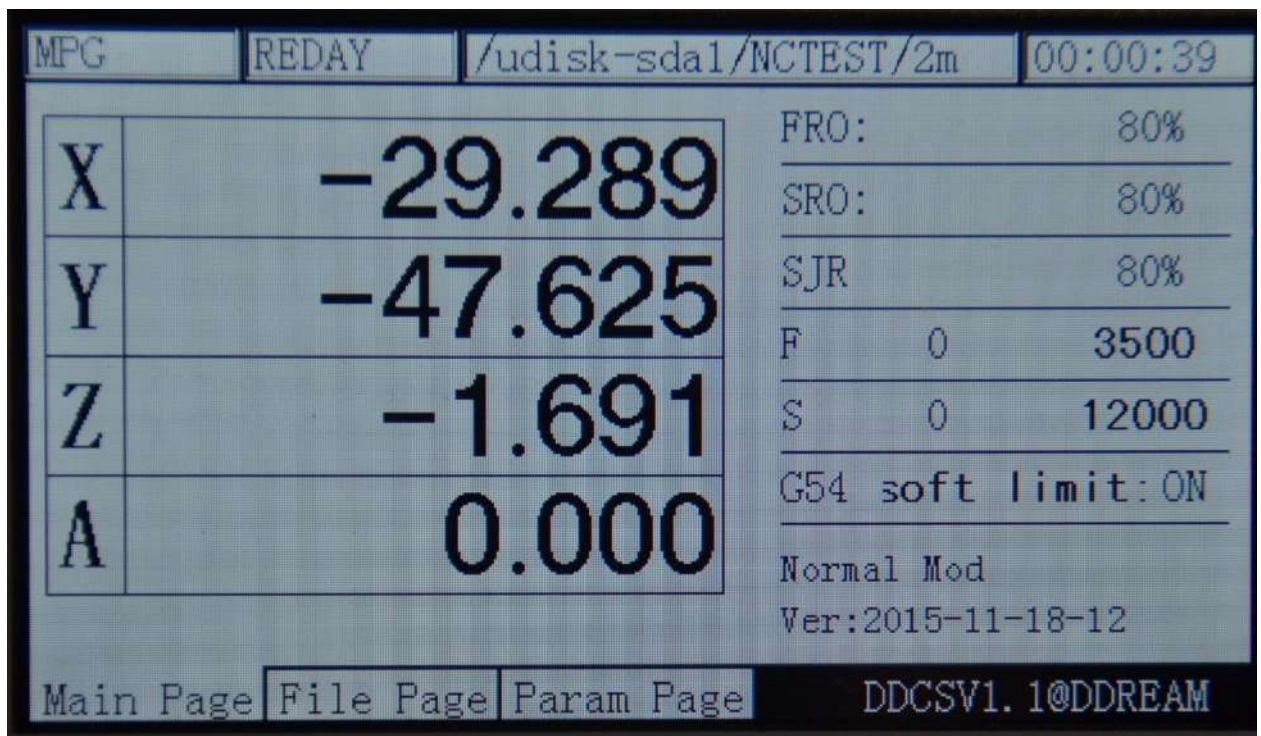 MPG REDAY /udisk-sda1/NCTEST/2m 00:00:39
X -29.289
Y -47.625
Z -1.691
A 0.000
FRO: 80%
SRO: 80%
SJR 80%
F 0 3500
S 0 12000
G54 soft limit:ON
Normal Mod
Ver:2015-11-18-12
Main Page File Page Param Page DDCSV1.1@DDREAM